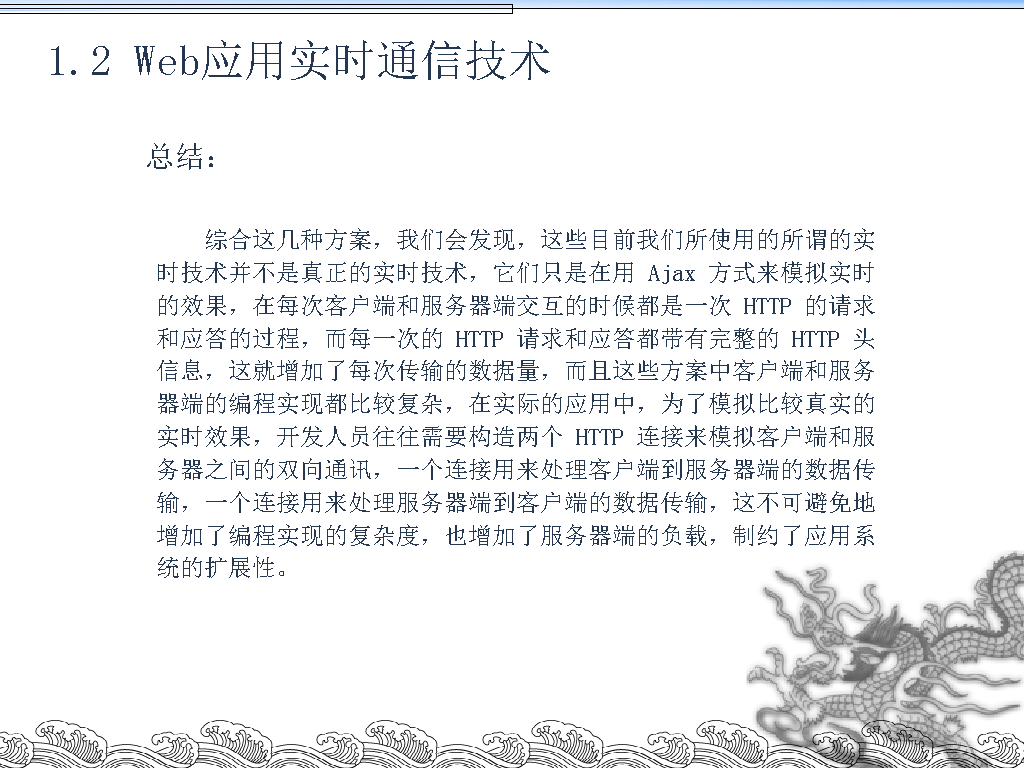 1.2 Web应用实时通信技术
总结：
综合这几种方案，我们会发现，这些目前我们所使用的所谓的实
时技术并不是真正的实时技术，它们只是在用 Ajax 方式来模拟实时
的效果，在每次客户端和服务器端交互的时候都是一次 HTTP 的请求
和应答的过程，而每一次的 HTTP 请求和应答都带有完整的 HTTP 头
信息，这就增加了每次传输的数据量，而且这些方案中客户端和服务
器端的编程实现都比较复杂，在实际的应用中，为了模拟比较真实的
实时效果，开发人员往往需要构造两个 HTTP 连接来模拟客户端和服
务器之间的双向通讯，一个连接用来处理客户端到服务器端的数据传
输，一个连接用来处理服务器端到客户端的数据传输，这不可避免地
增加了编程实现的复杂度，也增加了服务器端的负载，制约了应用系
统的扩展性。